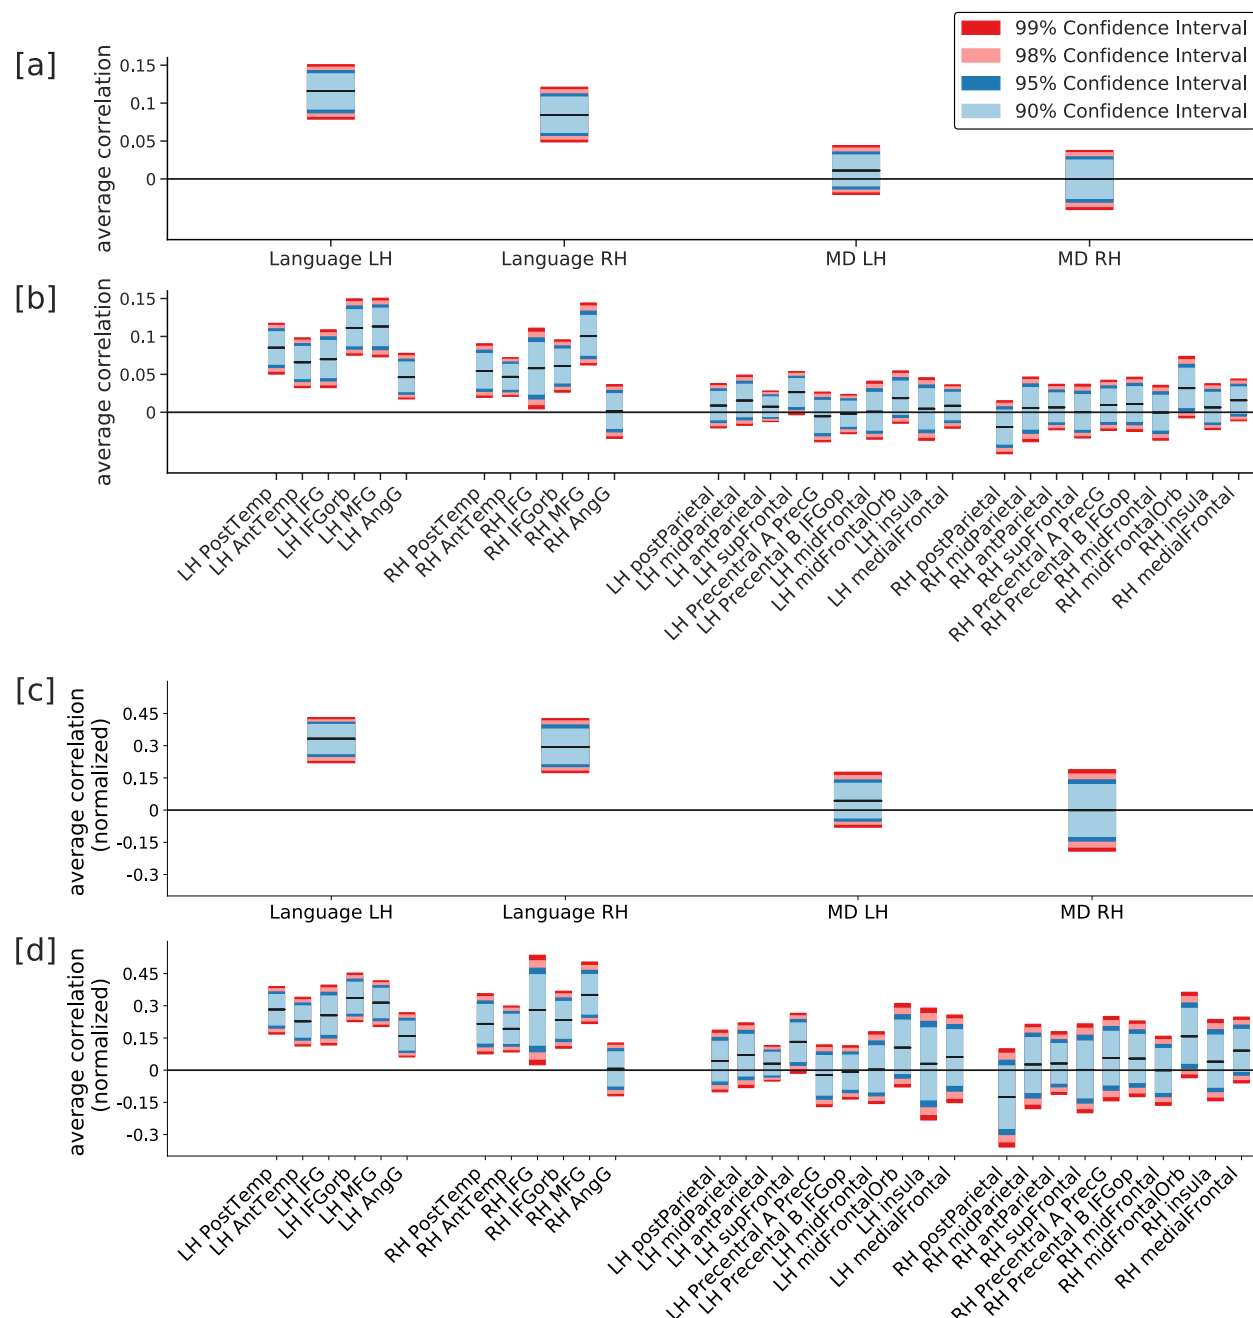 99% Confidence Interval
98% Confidence Interval
95% Confidence Interval
90% Confidence Interval
[a]
average correlation
0.15
0.1
0.05
0
Language LH
Language RH
MD LH
MD RH
[b]
average correlation
0.15
0.1
0.05
0
LH PostTemp
LH AntTemp
LH IFG
LH IFGorb
LH MFG
LH AngG
RH PostTemp
RH AntTemp
RH IFG
RH IFGorb
RH MFG
RH AngG
LH postParietal
LH midParietal
LH antParietal
LH supFrontal
LH Precentral A PrecG
LH Precental B IFGop
LH midFrontal
LH midFrontalOrb
LH insula
LH medialFrontal
RH postParietal
RH midParietal
RH antParietal
RH supFrontal
RH Precentral A PrecG
RH Precental B IFGop
RH midFrontal
RH midFrontalOrb
RH insula
RH medialFrontal
[c]
average correlation
(normalized)
0.45
0.3
0.15
0
-0.15
-0.3
Language LH
Language RH
MD LH
MD RH
[d]
average correlation
(normalized)
0.45
0.3
0.15
0
-0.15
-0.3
LH PostTemp
LH AntTemp
LH IFG
LH IFGorb
LH MFG
LH AngG
RH PostTemp
RH AntTemp
RH IFG
RH IFGorb
RH MFG
RH AngG
LH postParietal
LH midParietal
LH antParietal
LH supFrontal
LH Precentral A PrecG
LH Precental B IFGop
LH midFrontal
LH midFrontalOrb
LH insula
LH medialFrontal
RH postParietal
RH midParietal
RH antParietal
RH supFrontal
RH Precentral A PrecG
RH Precental B IFGop
RH midFrontal
RH midFrontalOrb
RH insula
RH medialFrontal